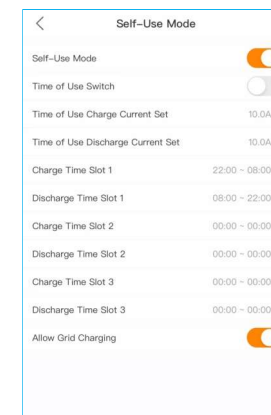 Self-Use Mode
Self-Use Mode
Time of Use Switch
Time of Use Charge Current Set 10.0A
Time of Use Discharge Current Set 10.0A
Charge Time Slot 1 22:00 ~ 08:00
Discharge Time Slot 1 08:00 ~ 22:00
Charge Time Slot 2 00:00 ~ 00:00
Discharge Time Slot 2 00:00 ~ 00:00
Charge Time Slot 3 00:00 ~ 00:00
Discharge Time Slot 3 00:00 ~ 00:00
Allow Grid Charging